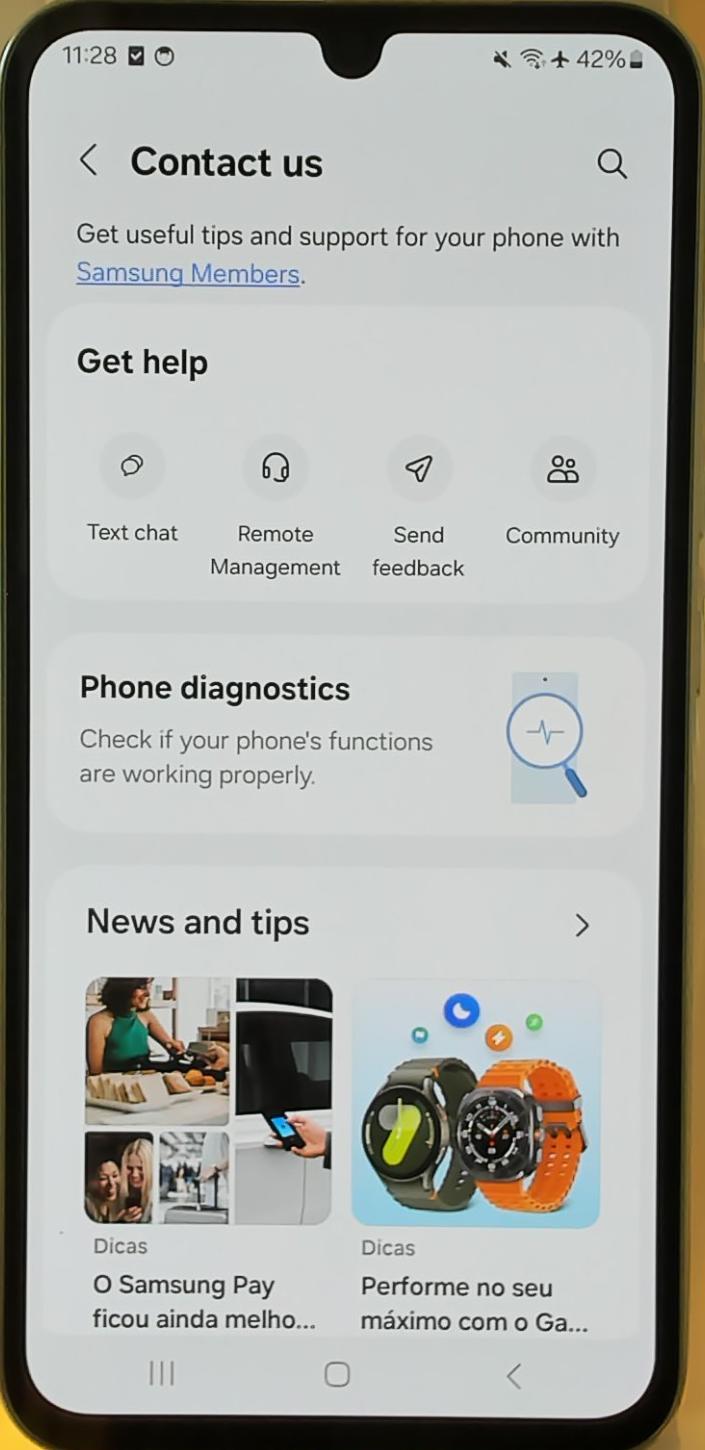 11:28 42%
Contact us
Get useful tips and support for your phone with
Samsung Members.
Get help
Text chat
Remote
Management
Send
feedback
Community
Phone diagnostics
Check if your phone's functions
are working properly.
News and tips
Dicas
O Samsung Pay
ficou ainda melho...
Dicas
Performe no seu
máximo com o Ga...